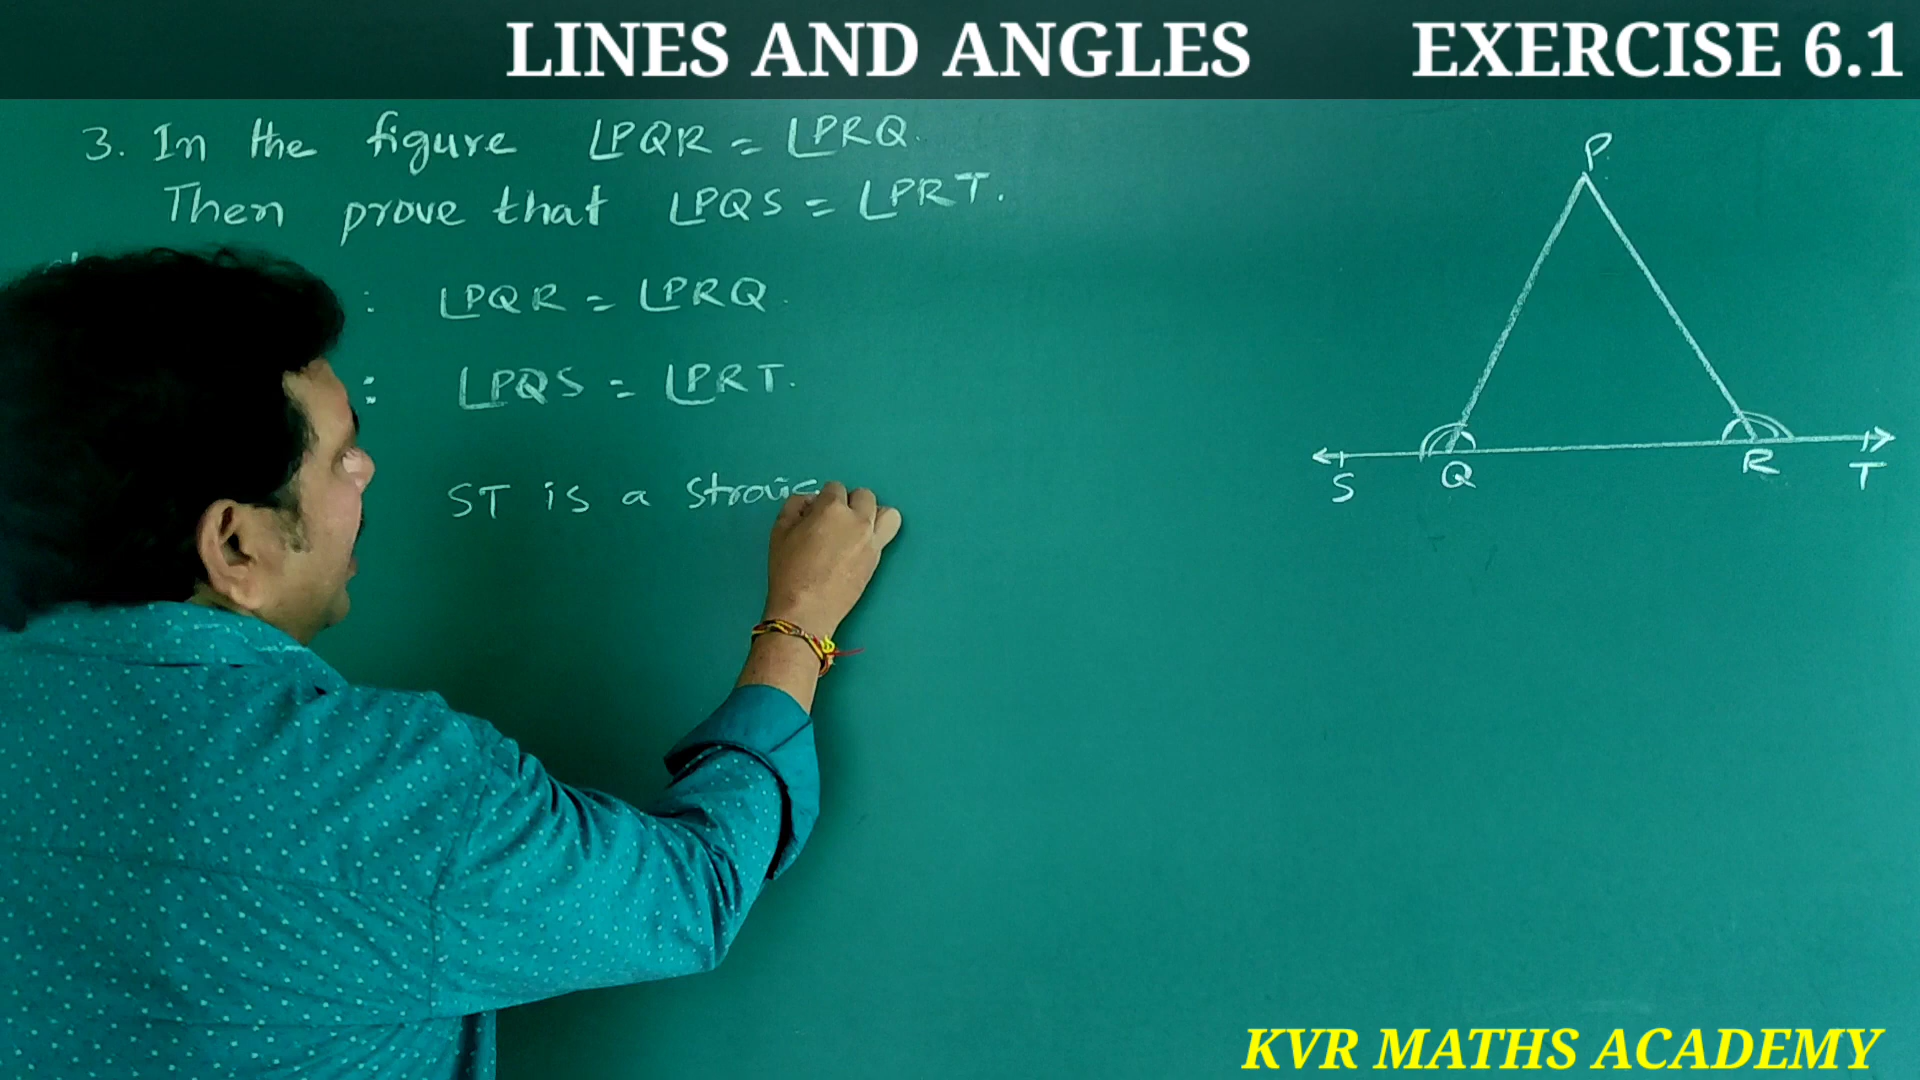 LINES AND ANGLES EXERCISE 6.1
3. In the figure ∠PQR = ∠PRQ.
Then prove that ∠PQS = ∠PRT.
: ∠PQR = ∠PRQ.
: ∠PQS = ∠PRT.
ST is a
P
S Q R T
KVR MATHS ACADEMY